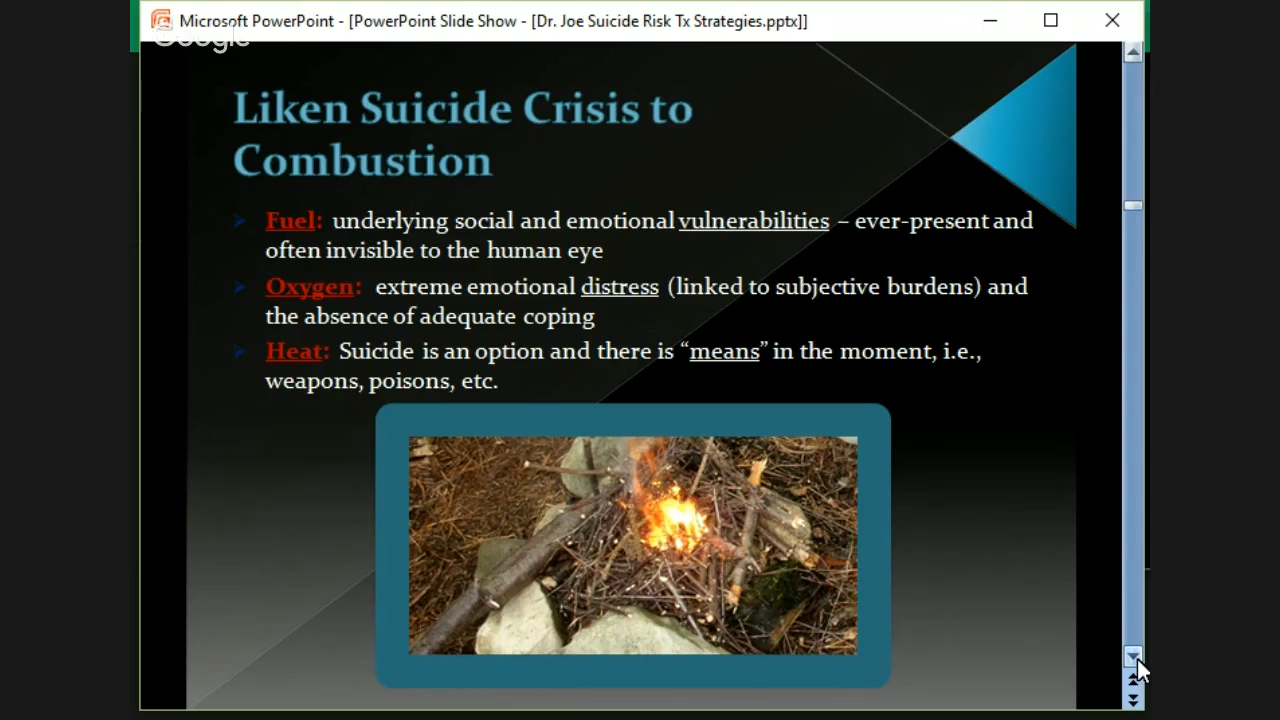 Microsoft PowerPoint - [PowerPoint Slide Show - [Dr. Joe Suicide Risk Tx Strategies.pptx]]
Google
Liken Suicide Crisis to
Combustion
Fuel: underlying social and emotional vulnerabilities – ever-present and
often invisible to the human eye
Oxygen: extreme emotional distress (linked to subjective burdens) and
the absence of adequate coping
Heat: Suicide is an option and there is “means” in the moment, i.e.,
weapons, poisons, etc.